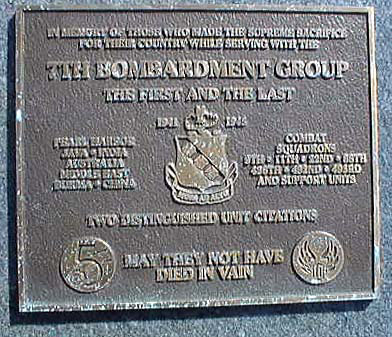 IN MEMORY OF THOSE WHO MADE THE SUPREME SACRIFICE
FOR THEIR COUNTRY WHILE SERVING WITH THE
7TH BOMBARDMENT GROUP
THE FIRST AND THE LAST
1941 1945
PEARL HARBOR
JAVA • INDIA
AUSTRALIA
MIDDLE EAST
BURMA • CHINA
COMBAT
SQUADRONS
9TH • 11TH • 22ND • 88TH
436TH • 492ND • 493RD
AND SUPPORT UNITS
TWO DISTINGUISHED UNIT CITATIONS
5
MAY THEY NOT HAVE
DIED IN VAIN
10